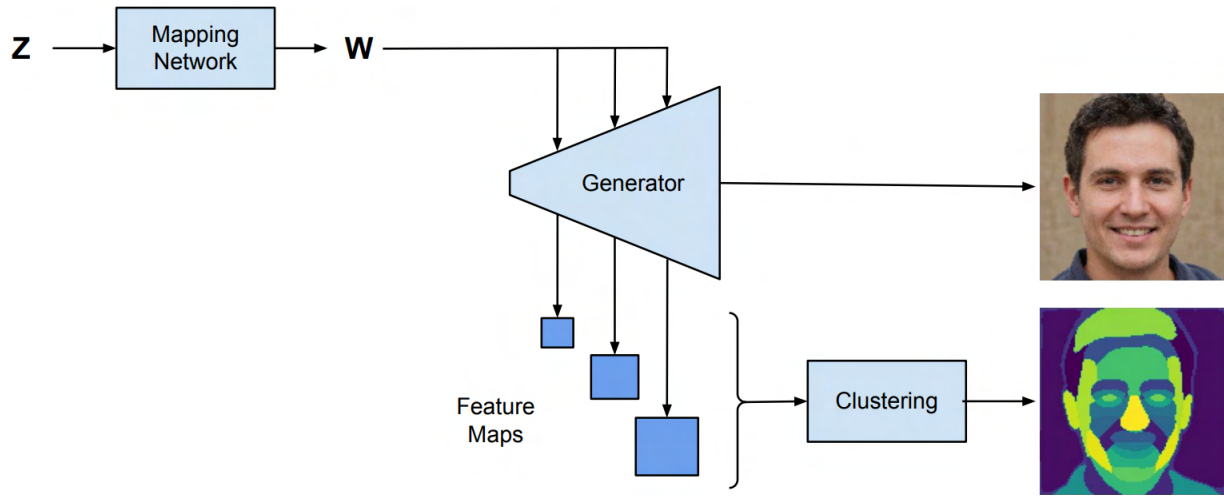 Z
Mapping
Network
W
Generator
Feature
Maps
Clustering